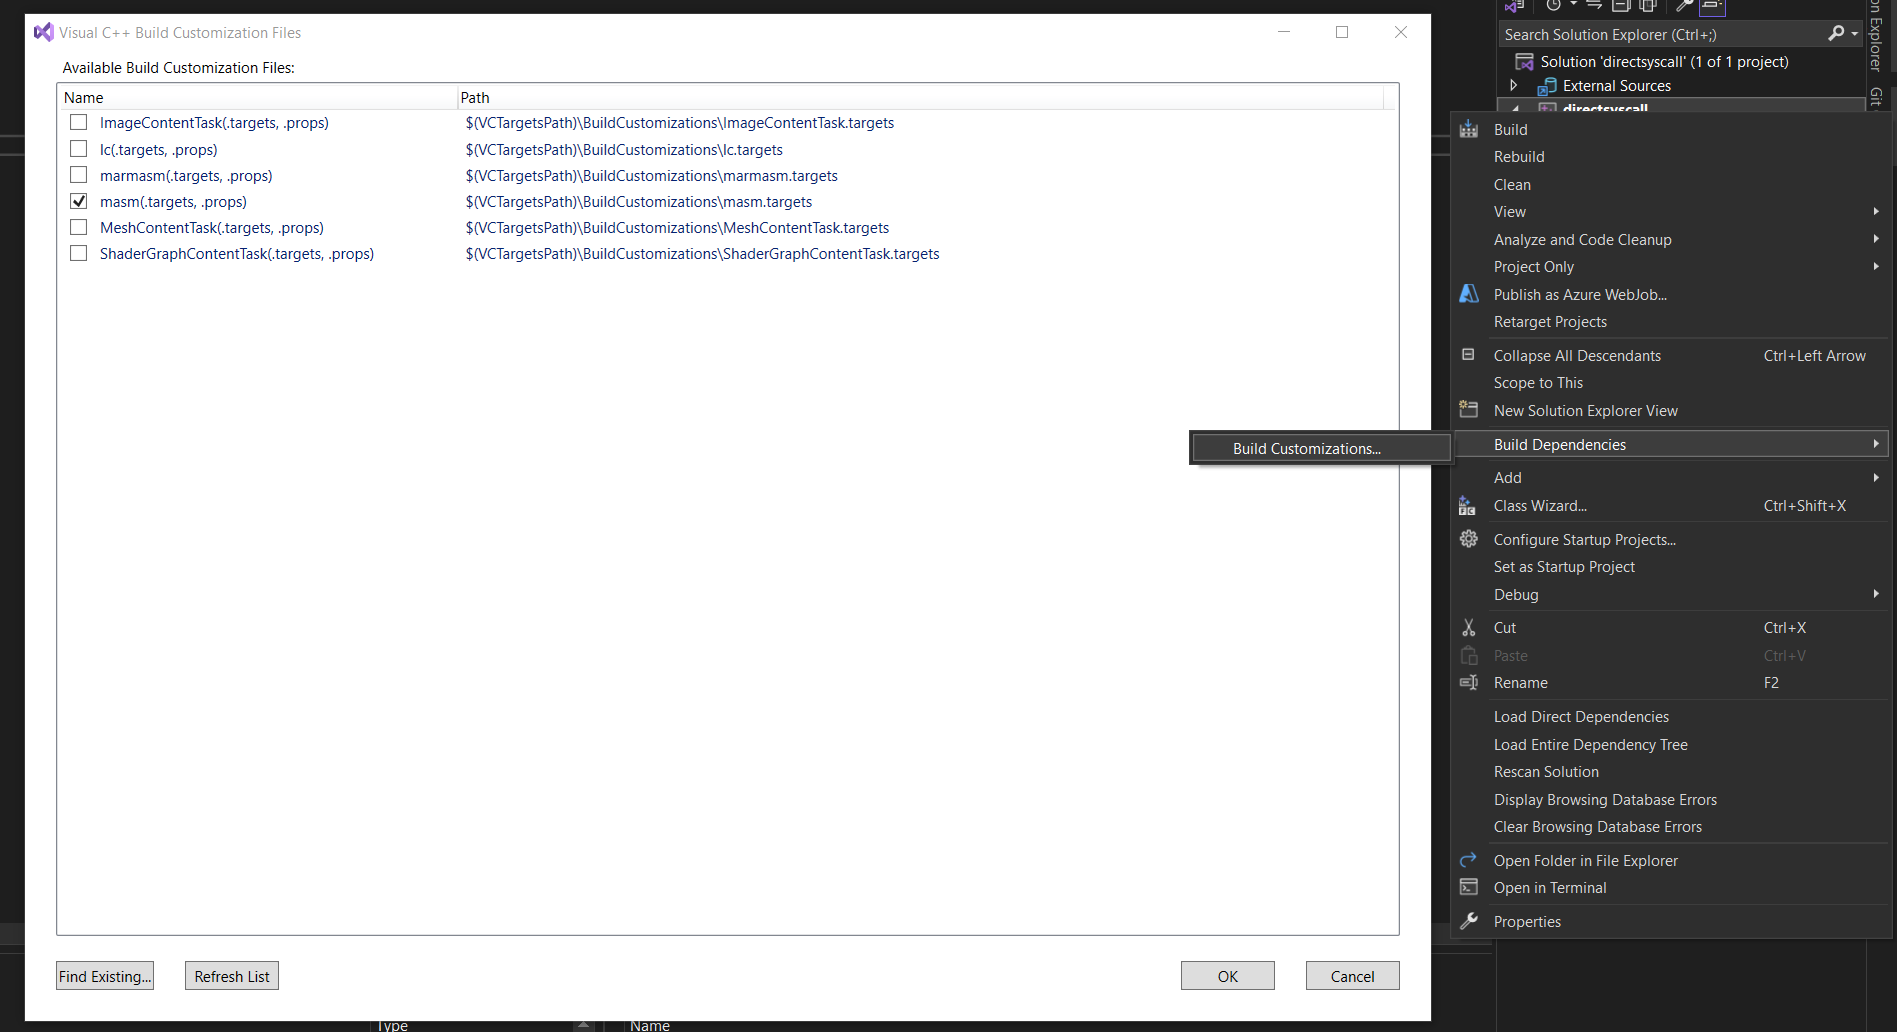 Visual C++ Build Customization Files
Available Build Customization Files:
Name Path
ImageContentTask(.targets, .props) $(VCTargetsPath)\BuildCustomizations\ImageContentTask.targets
lc(.targets, .props) $(VCTargetsPath)\BuildCustomizations\lc.targets
marmasm(.targets, .props) $(VCTargetsPath)\BuildCustomizations\marmasm.targets
masm(.targets, .props) $(VCTargetsPath)\BuildCustomizations\masm.targets
MeshContentTask(.targets, .props) $(VCTargetsPath)\BuildCustomizations\MeshContentTask.targets
ShaderGraphContentTask(.targets, .props) $(VCTargetsPath)\BuildCustomizations\ShaderGraphContentTask.targets
Find Existing...
Refresh List
OK
Cancel
Type
Name
Search Solution Explorer (Ctrl+;)
Solution 'directsyscall' (1 of 1 project)
External Sources
directsyscall
Build
Rebuild
Clean
View
Analyze and Code Cleanup
Project Only
Publish as Azure WebJob...
Retarget Projects
Collapse All Descendants Ctrl+Left Arrow
Scope to This
New Solution Explorer View
Build Dependencies
Build Customizations...
Add
Class Wizard... Ctrl+Shift+X
Configure Startup Projects...
Set as Startup Project
Debug
Cut Ctrl+X
Paste Ctrl+V
Rename F2
Load Direct Dependencies
Load Entire Dependency Tree
Rescan Solution
Display Browsing Database Errors
Clear Browsing Database Errors
Open Folder in File Explorer
Open in Terminal
Properties
on Explorer
Git